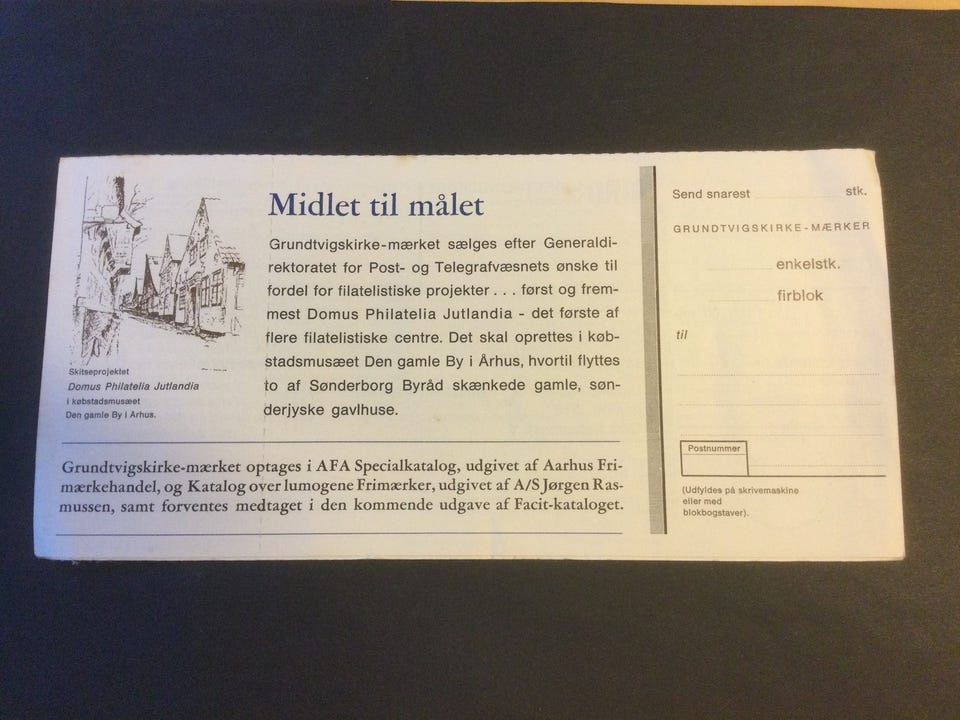 Midlet til målet
Grundtvigskirke-mærket sælges efter Generaldi-
rektoratet for Post- og Telegrafvæsnets ønske til
fordel for filatelistiske projekter . . . først og frem-
mest Domus Philatelia Jutlandia - det første af
flere filatelistiske centre. Det skal oprettes i køb-
stadsmusæet Den gamle By i Århus, hvortil flyttes
to af Sønderborg Byråd skænkede gamle, søn-
derjyske gavlhuse.
Skitseprojektet
Domus Philatelia Jutlandia
i købstadsmusæet
Den gamle By i Århus.
Grundtvigskirke-mærket optages i AFA Specialkatalog, udgivet af Aarhus Fri-
mærkehandel, og Katalog over lumogene Frimærker, udgivet af A/S Jørgen Ras-
mussen, samt forventes medtaget i den kommende udgave af Facit-kataloget.
Send snarest stk.
GRUNDTVIGSKIRKE-MÆRKER
enkelstk.
firblok
til
Postnummer
(Udfyldes på skrivemaskine
eller med
blokbogstaver).